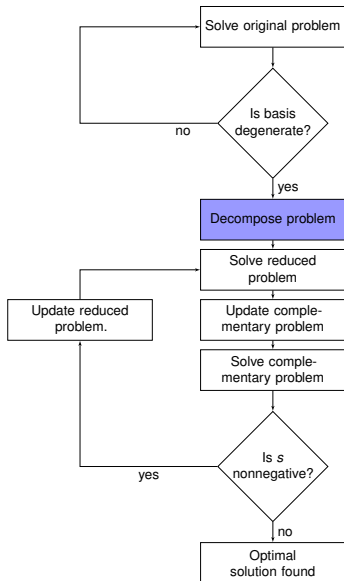 Solve original problem
Is basis
degenerate?
no
yes
Decompose problem
Solve reduced
problem
Update reduced
problem.
Update comple-
mentary problem
Solve comple-
mentary problem
Is s
nonnegative?
yes
no
Optimal
solution found